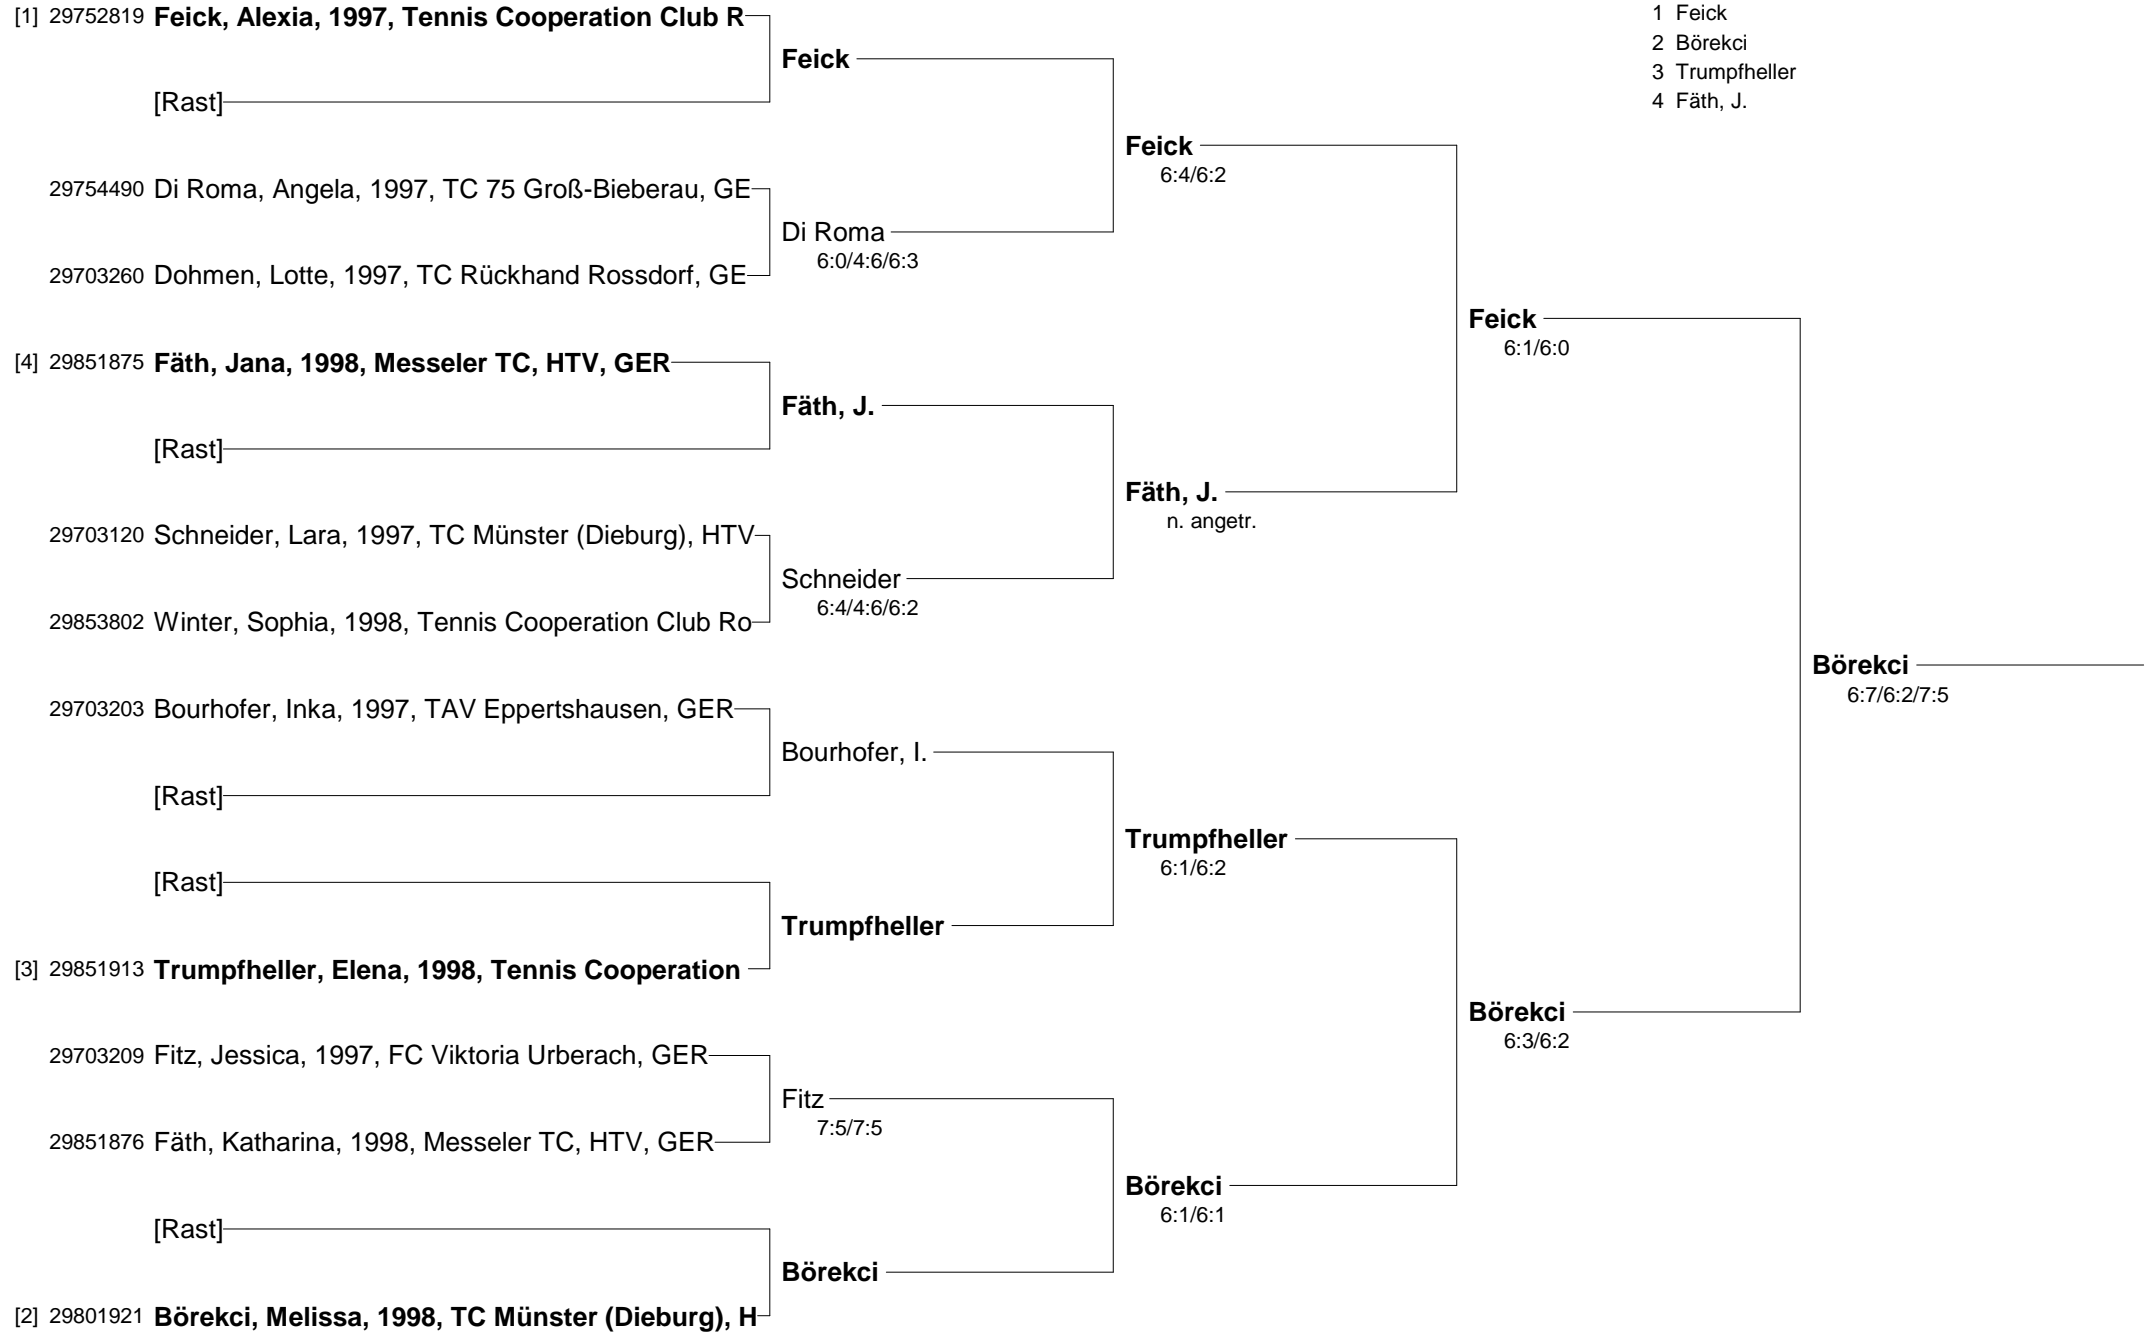 [1] 29752819 Feick, Alexia, 1997, Tennis Cooperation Club R
[Rast]
29754490 Di Roma, Angela, 1997, TC 75 Groß-Bieberau, GE
29703260 Dohmen, Lotte, 1997, TC Rückhand Rossdorf, GE
[4] 29851875 Fäth, Jana, 1998, Messeler TC, HTV, GER
[Rast]
29703120 Schneider, Lara, 1997, TC Münster (Dieburg), HTV
29853802 Winter, Sophia, 1998, Tennis Cooperation Club Ro
29703203 Bourhofer, Inka, 1997, TAV Eppertshausen, GER
[Rast]
[Rast]
[3] 29851913 Trumpfheller, Elena, 1998, Tennis Cooperation
29703209 Fitz, Jessica, 1997, FC Viktoria Urberach, GER
29851876 Fäth, Katharina, 1998, Messeler TC, HTV, GER
[Rast]
[2] 29801921 Börekci, Melissa, 1998, TC Münster (Dieburg), H
Feick
Di Roma
6:0/4:6/6:3
Fäth, J.
Schneider
6:4/4:6/6:2
Bourhofer, I.
Trumpfheller
Fitz
7:5/7:5
Börekci
Feick
6:4/6:2
Fäth, J.
n. angetr.
Trumpfheller
6:1/6:2
Börekci
6:1/6:1
Feick
6:1/6:0
Börekci
6:3/6:2
Börekci
6:7/6:2/7:5
1 Feick
2 Börekci
3 Trumpfheller
4 Fäth, J.